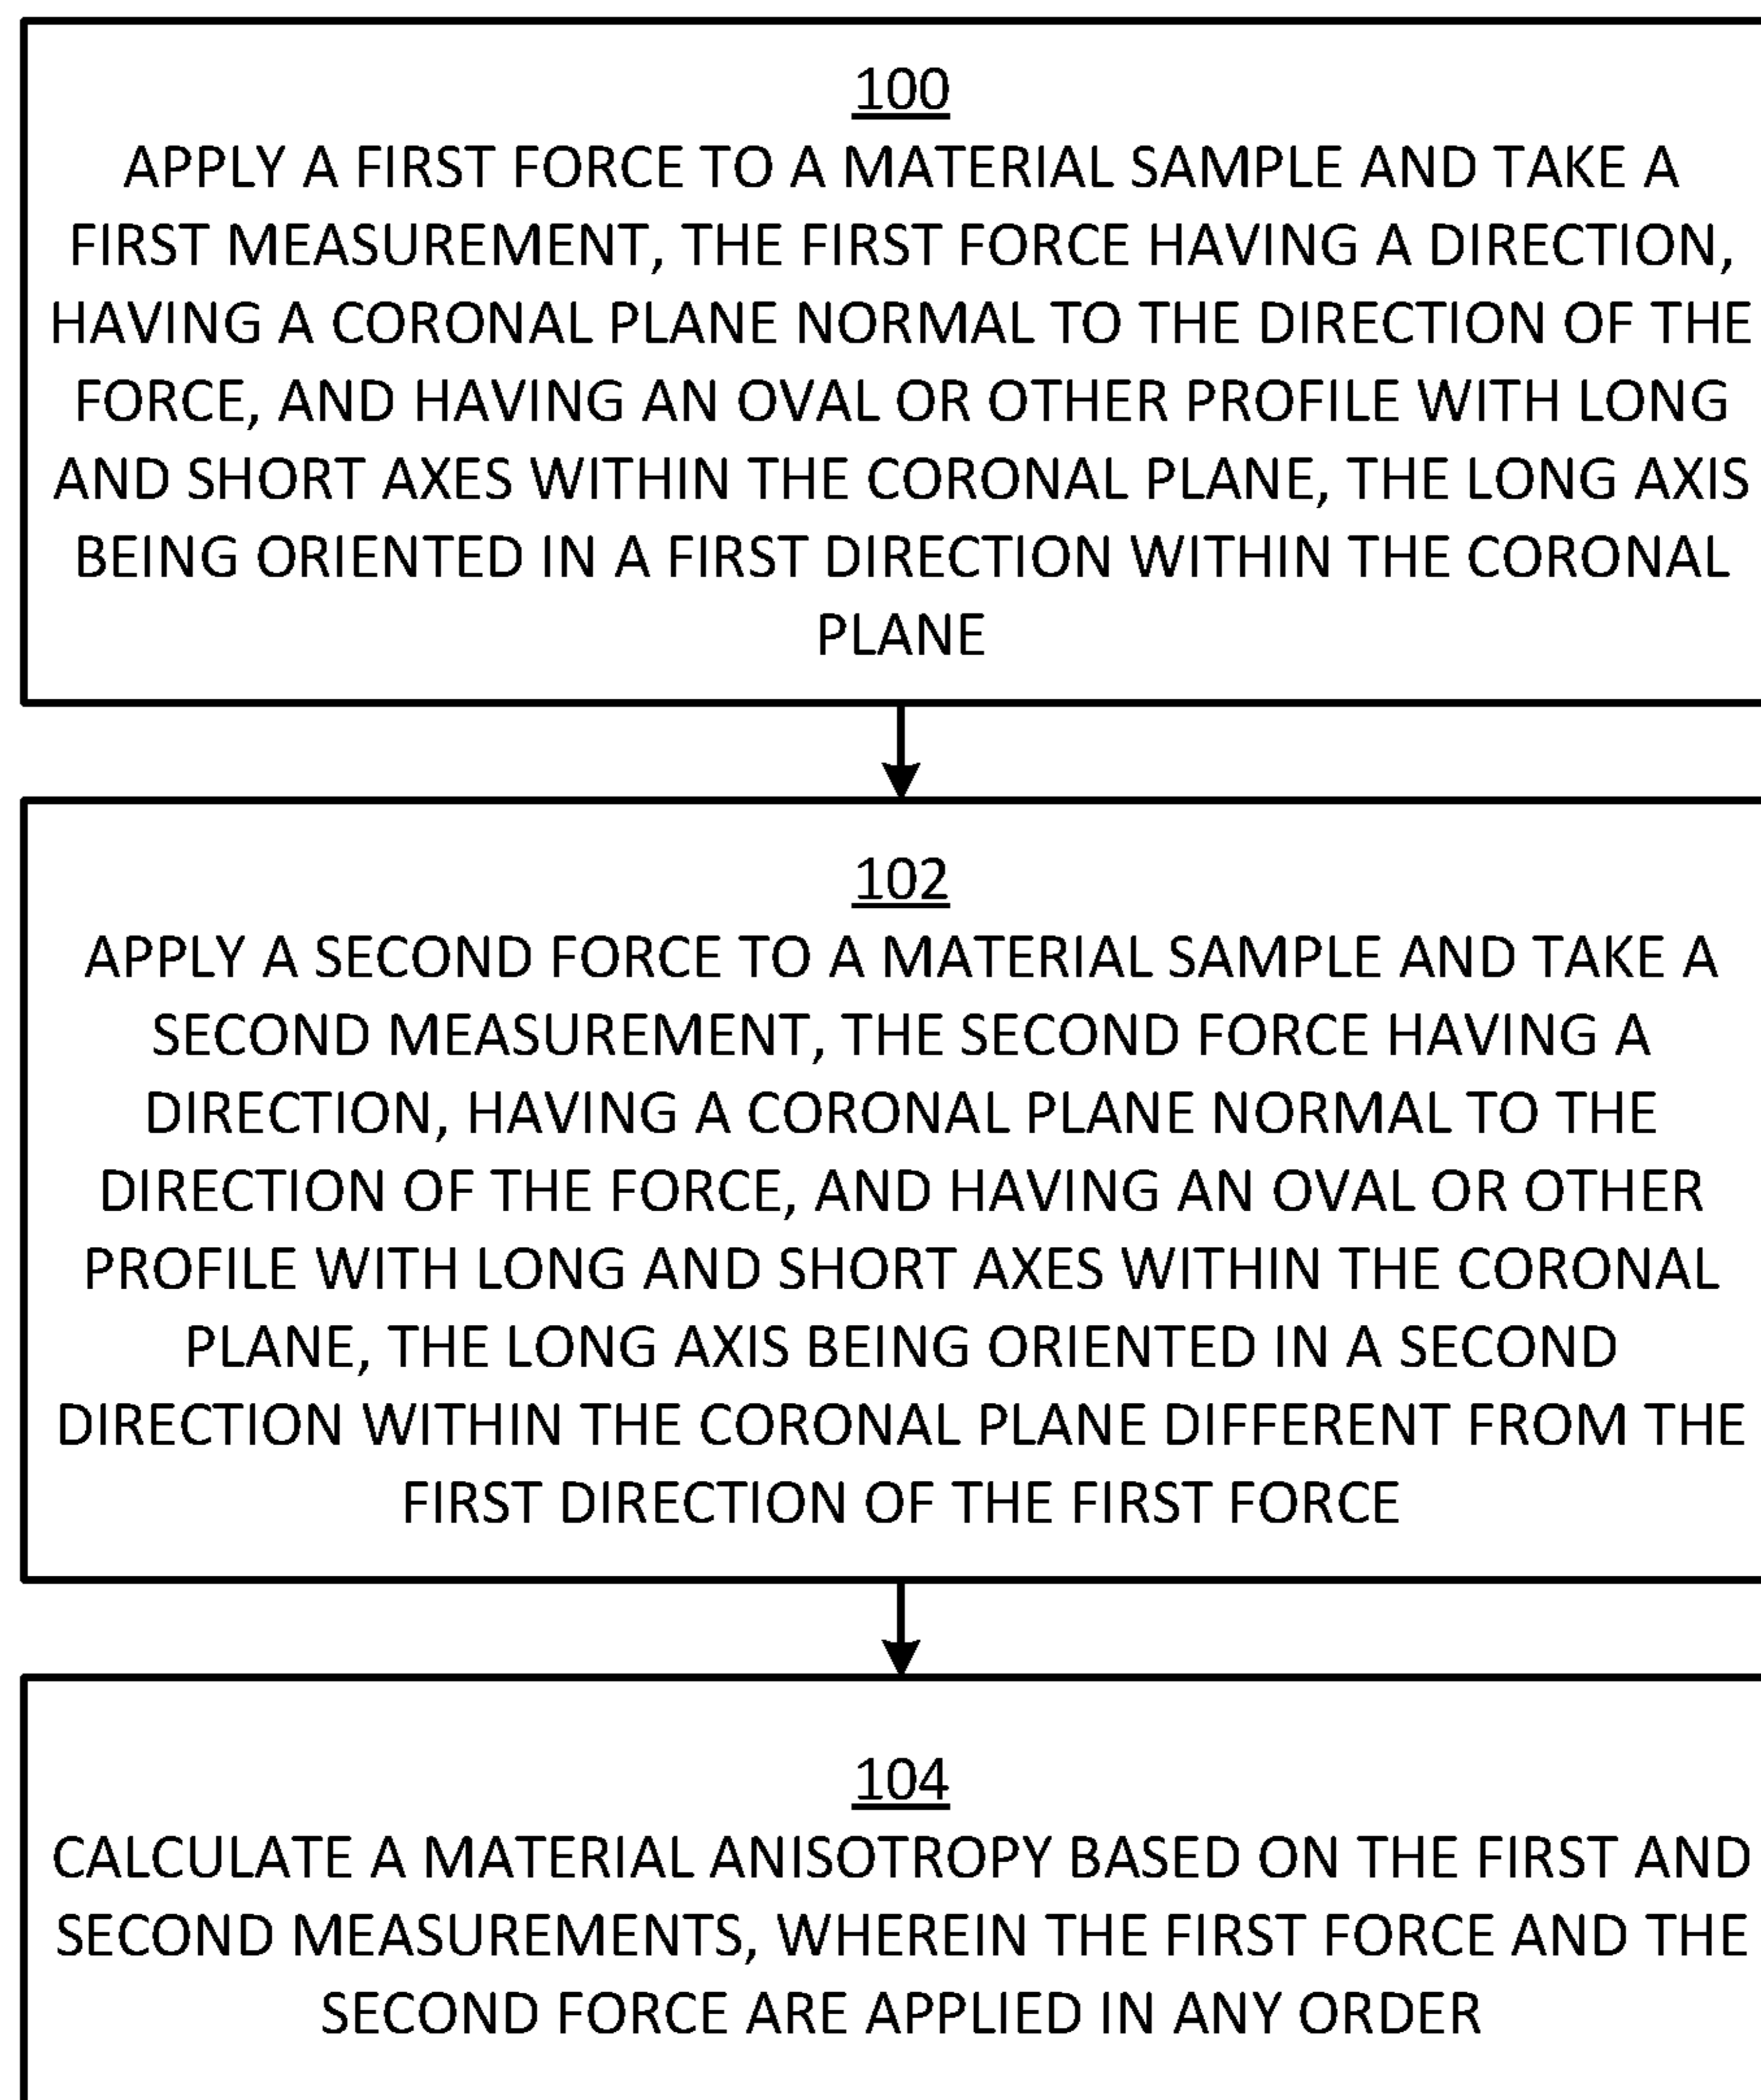 100
APPLY A FIRST FORCE TO A MATERIAL SAMPLE AND TAKE A
FIRST MEASUREMENT, THE FIRST FORCE HAVING A DIRECTION,
HAVING A CORONAL PLANE NORMAL TO THE DIRECTION OF THE
FORCE, AND HAVING AN OVAL OR OTHER PROFILE WITH LONG
AND SHORT AXES WITHIN THE CORONAL PLANE, THE LONG AXIS
BEING ORIENTED IN A FIRST DIRECTION WITHIN THE CORONAL
PLANE
102
APPLY A SECOND FORCE TO A MATERIAL SAMPLE AND TAKE A
SECOND MEASUREMENT, THE SECOND FORCE HAVING A
DIRECTION, HAVING A CORONAL PLANE NORMAL TO THE
DIRECTION OF THE FORCE, AND HAVING AN OVAL OR OTHER
PROFILE WITH LONG AND SHORT AXES WITHIN THE CORONAL
PLANE, THE LONG AXIS BEING ORIENTED IN A SECOND
DIRECTION WITHIN THE CORONAL PLANE DIFFERENT FROM THE
FIRST DIRECTION OF THE FIRST FORCE
104
CALCULATE A MATERIAL ANISOTROPY BASED ON THE FIRST AND
SECOND MEASUREMENTS, WHEREIN THE FIRST FORCE AND THE
SECOND FORCE ARE APPLIED IN ANY ORDER